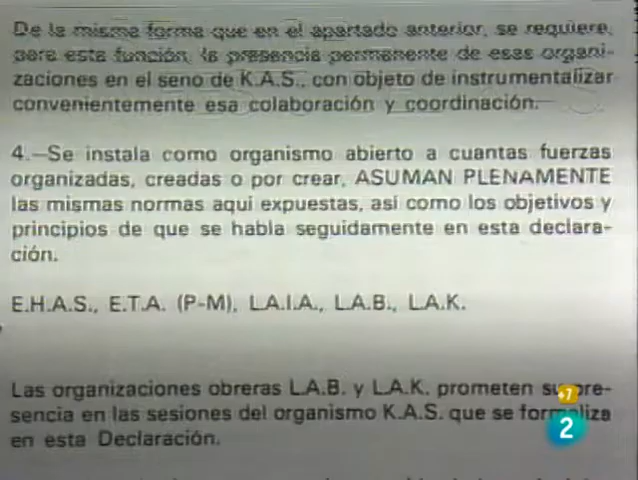 De la misma forma que en el apartado anterior, se requiere,
para esta función, la presencia permanente de esas organi-
zaciones en el seno de K.A.S., con objeto de instrumentalizar
convenientemente esa colaboración y coordinación.
4.—Se instala como organismo abierto a cuantas fuerzas
organizadas, creadas o por crear, ASUMAN PLENAMENTE
las mismas normas aquí expuestas, así como los objetivos y
principios de que se habla seguidamente en esta declara-
ción.
E.H.A.S., E.T.A. (P-M), L.A.I.A., L.A.B., L.A.K.
Las organizaciones obreras L.A.B. y L.A.K. prometen su pre-
sencia en las sesiones del organismo K.A.S. que se formaliza
en esta Declaración.
+7
2